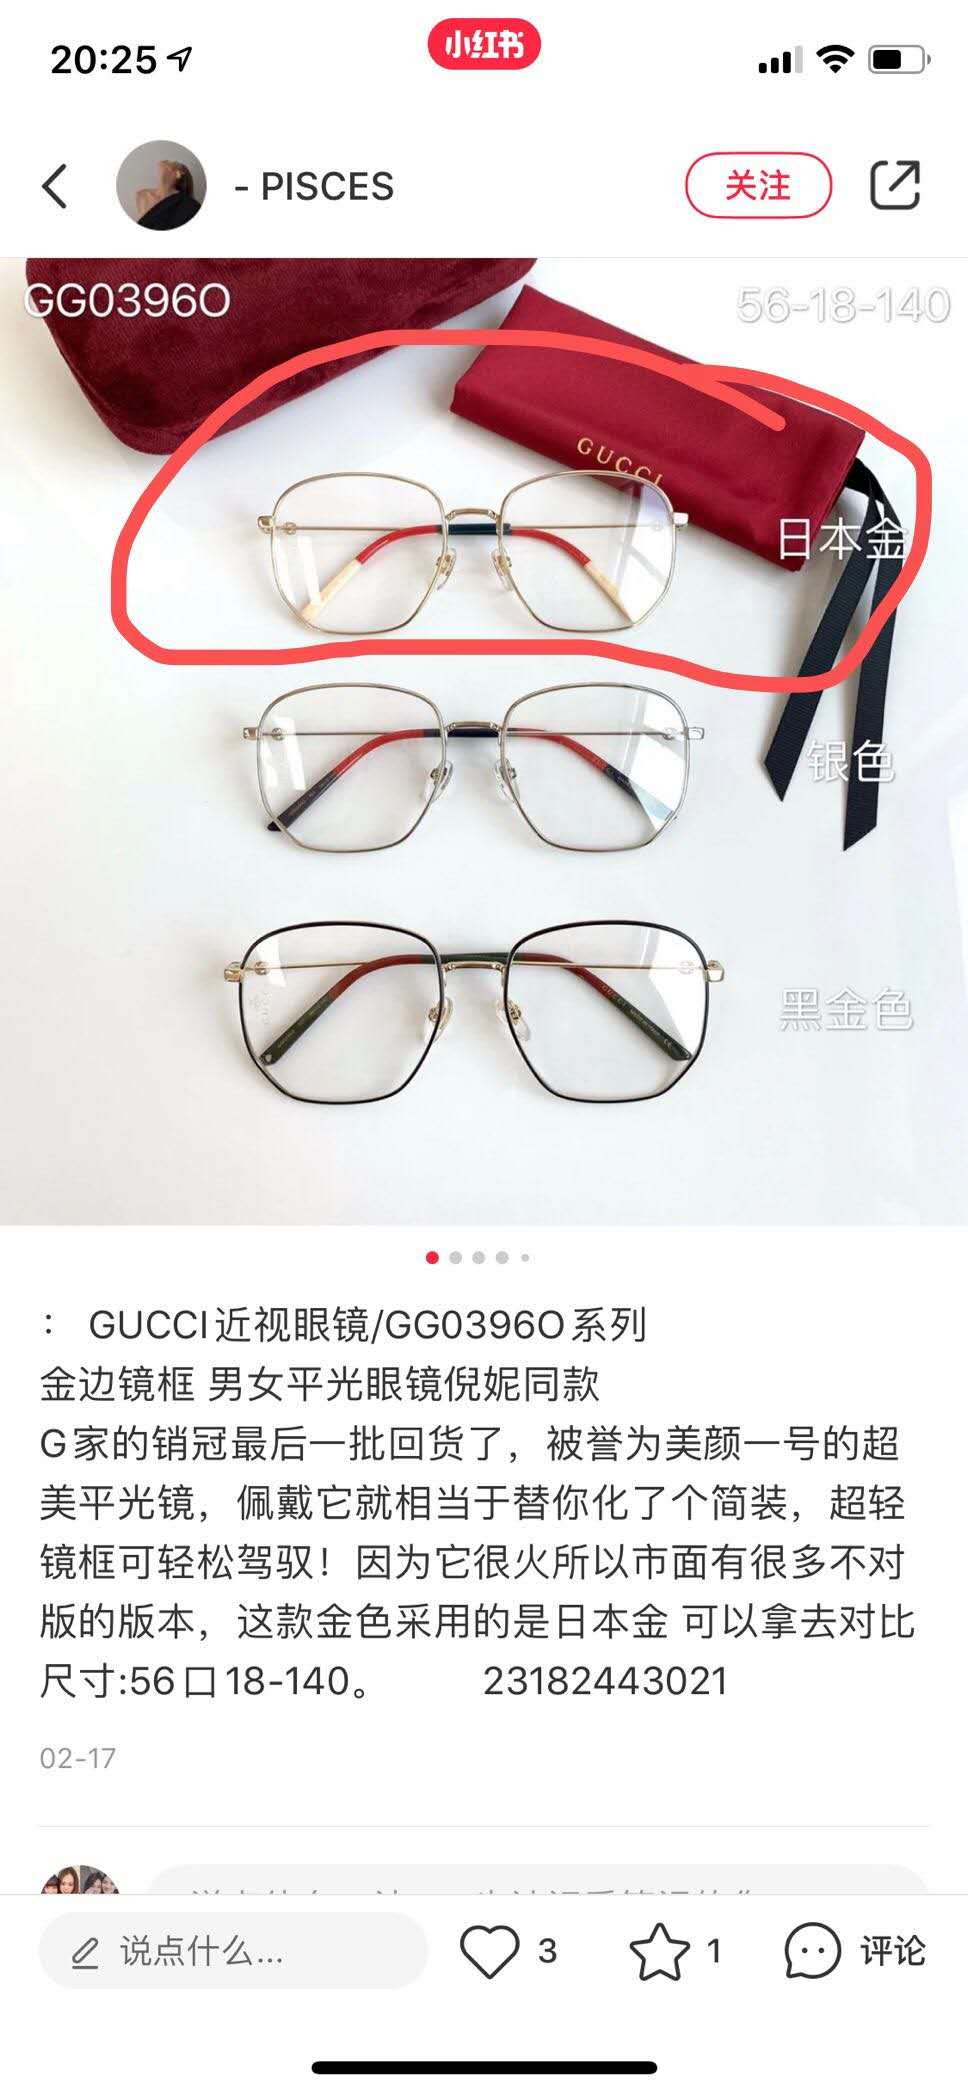 20:25
小红书
- PISCES
关注
GG0396O
56-18-140
GUCCI
日本金
银色
黑金色
： GUCCI近视眼镜/GG0396O系列
金边镜框 男女平光眼镜倪妮同款
G家的销冠最后一批回货了，被誉为美颜一号的超
美平光镜，佩戴它就相当于替你化了个简装，超轻
镜框可轻松驾驭！因为它很火所以市面有很多不对
版的版本，这款金色采用的是日本金 可以拿去对比
尺寸:56口18-140。 23182443021
02-17
说点什么...
3
1
评论